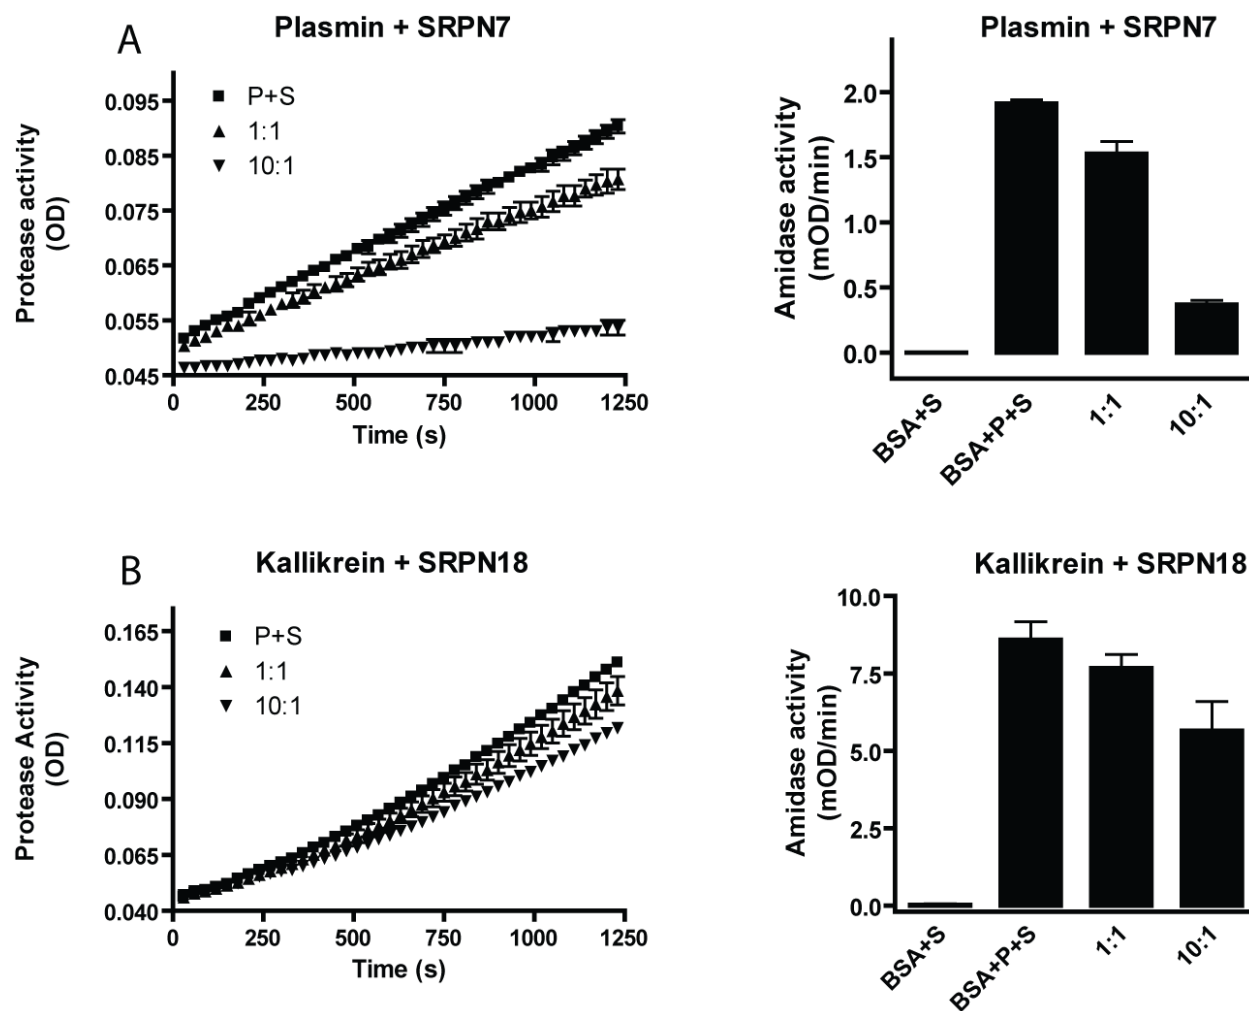 A
Plasmin + SRPN7
Protease activity
(OD)
0.095
0.085
0.075
0.065
0.055
0.045
P+S
1:1
10:1
0 250 500 750 1000 1250
Time (s)
Plasmin + SRPN7
Amidase activity
(mOD/min)
2.0
1.5
1.0
0.5
0.0
BSA+S
BSA+P+S
1:1
10:1
B
Kallikrein + SRPN18
Protease Activity
(OD)
0.165
0.140
0.115
0.090
0.065
0.040
P+S
1:1
10:1
0 250 500 750 1000 1250
Time (s)
Kallikrein + SRPN18
Amidase activity
(mOD/min)
10.0
7.5
5.0
2.5
0.0
BSA+S
BSA+P+S
1:1
10:1